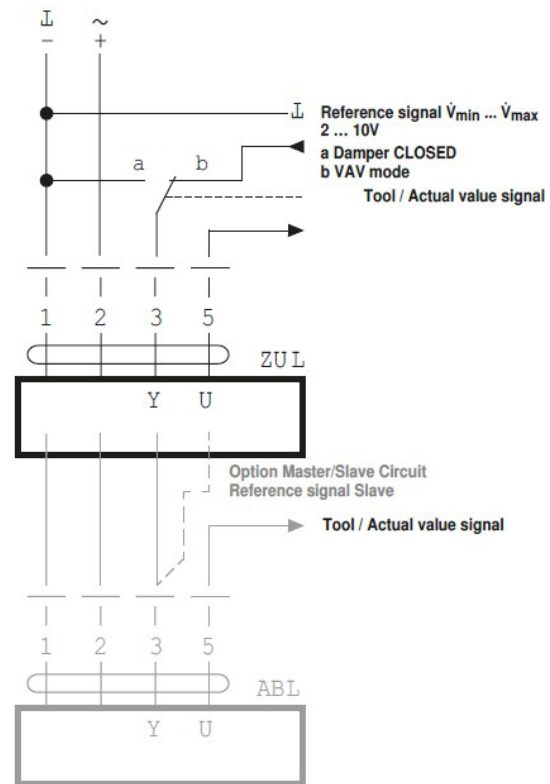 ⊥ ~
- +
⊥ Reference signal V̇min ... V̇max
2 ... 10V
a b
a Damper CLOSED
b VAV mode
Tool / Actual value signal
1 2 3 5
ZUL
Y U
Option Master/Slave Circuit
Reference signal Slave
Tool / Actual value signal
1 2 3 5
ABL
Y U